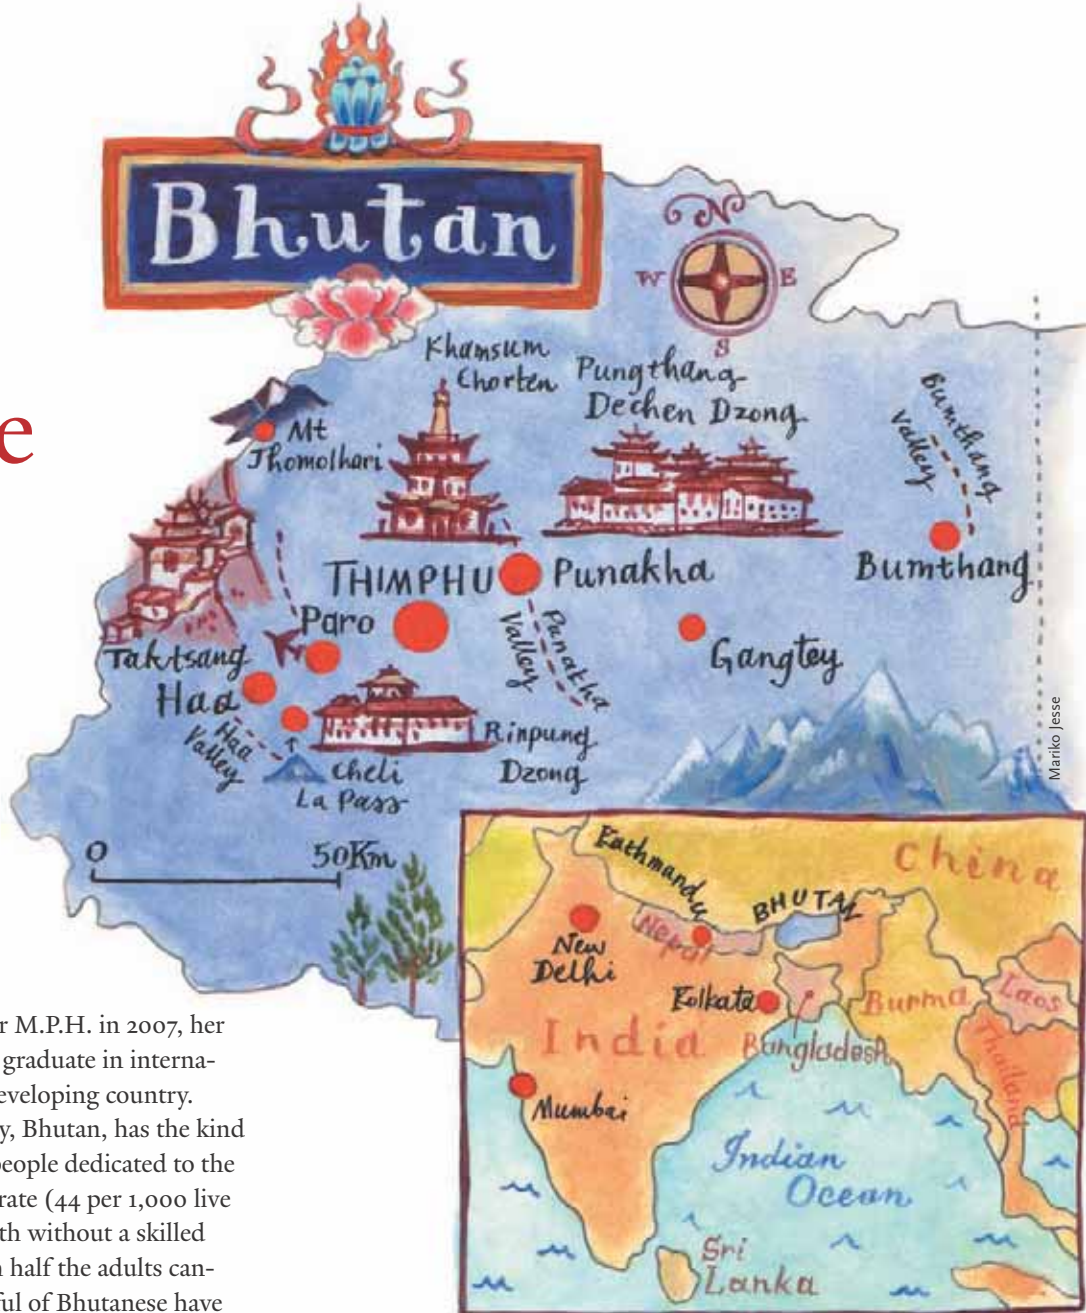 Bhutan
N
W
E
S
Khamsum
Chorten
Pungthang
Dechen Dzong
Bumthang
Valley
Mt
Jhomolhari
e
THIMPHU
Punakha
Bumthang
Paro
Punakha
Valley
Gangtey
Taktsang
Haa
Haa
Valley
Rinpung
Dzong
Cheli
La Pass
Mariko Jesse
0
50Km
China
Kathmandu
BHUTAN
Nepal
New
Delhi
Kolkata
Burma
Laos
India
Bangladesh
Thailand
Mumbai
Indian
Ocean
Sri
Lanka
r M.P.H. in 2007, her
graduate in interna-
eveloping country.
y, Bhutan, has the kind
people dedicated to the
rate (44 per 1,000 live
th without a skilled
n half the adults can-
ful of Bhutanese have